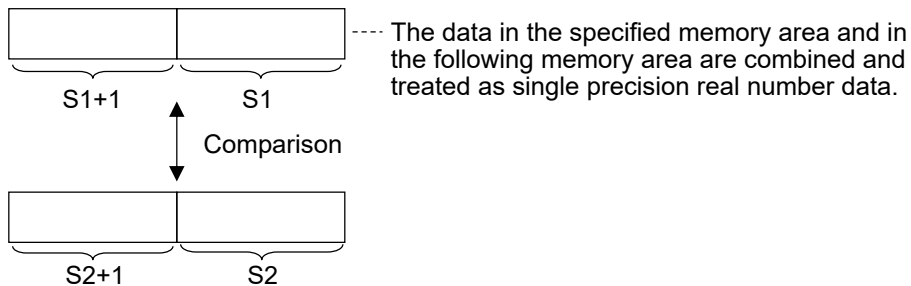 The data in the specified memory area and in
the following memory area are combined and
treated as single precision real number data.
S1+1 S1
Comparison
S2+1 S2